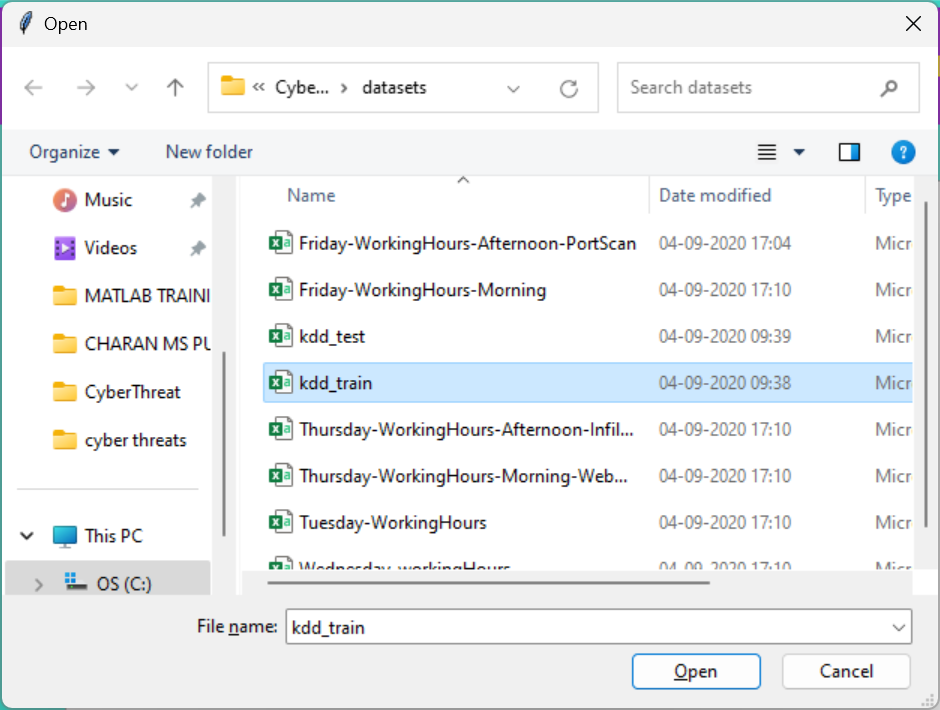 Open
« Cybe... › datasets
Search datasets
Organize
New folder
?
Music
Videos
MATLAB TRAINI
CHARAN MS PU
CyberThreat
cyber threats
This PC
OS (C:)
Name Date modified Type
Friday-WorkingHours-Afternoon-PortScan 04-09-2020 17:04 Micr
Friday-WorkingHours-Morning 04-09-2020 17:10 Micr
kdd_test 04-09-2020 09:39 Micr
kdd_train 04-09-2020 09:38 Micr
Thursday-WorkingHours-Afternoon-Infil... 04-09-2020 17:10 Micr
Thursday-WorkingHours-Morning-Web... 04-09-2020 17:10 Micr
Tuesday-WorkingHours 04-09-2020 17:10 Micr
Wednesday-workingHours 04-09-2020 17:10 Micr
File name: kdd_train
Open
Cancel